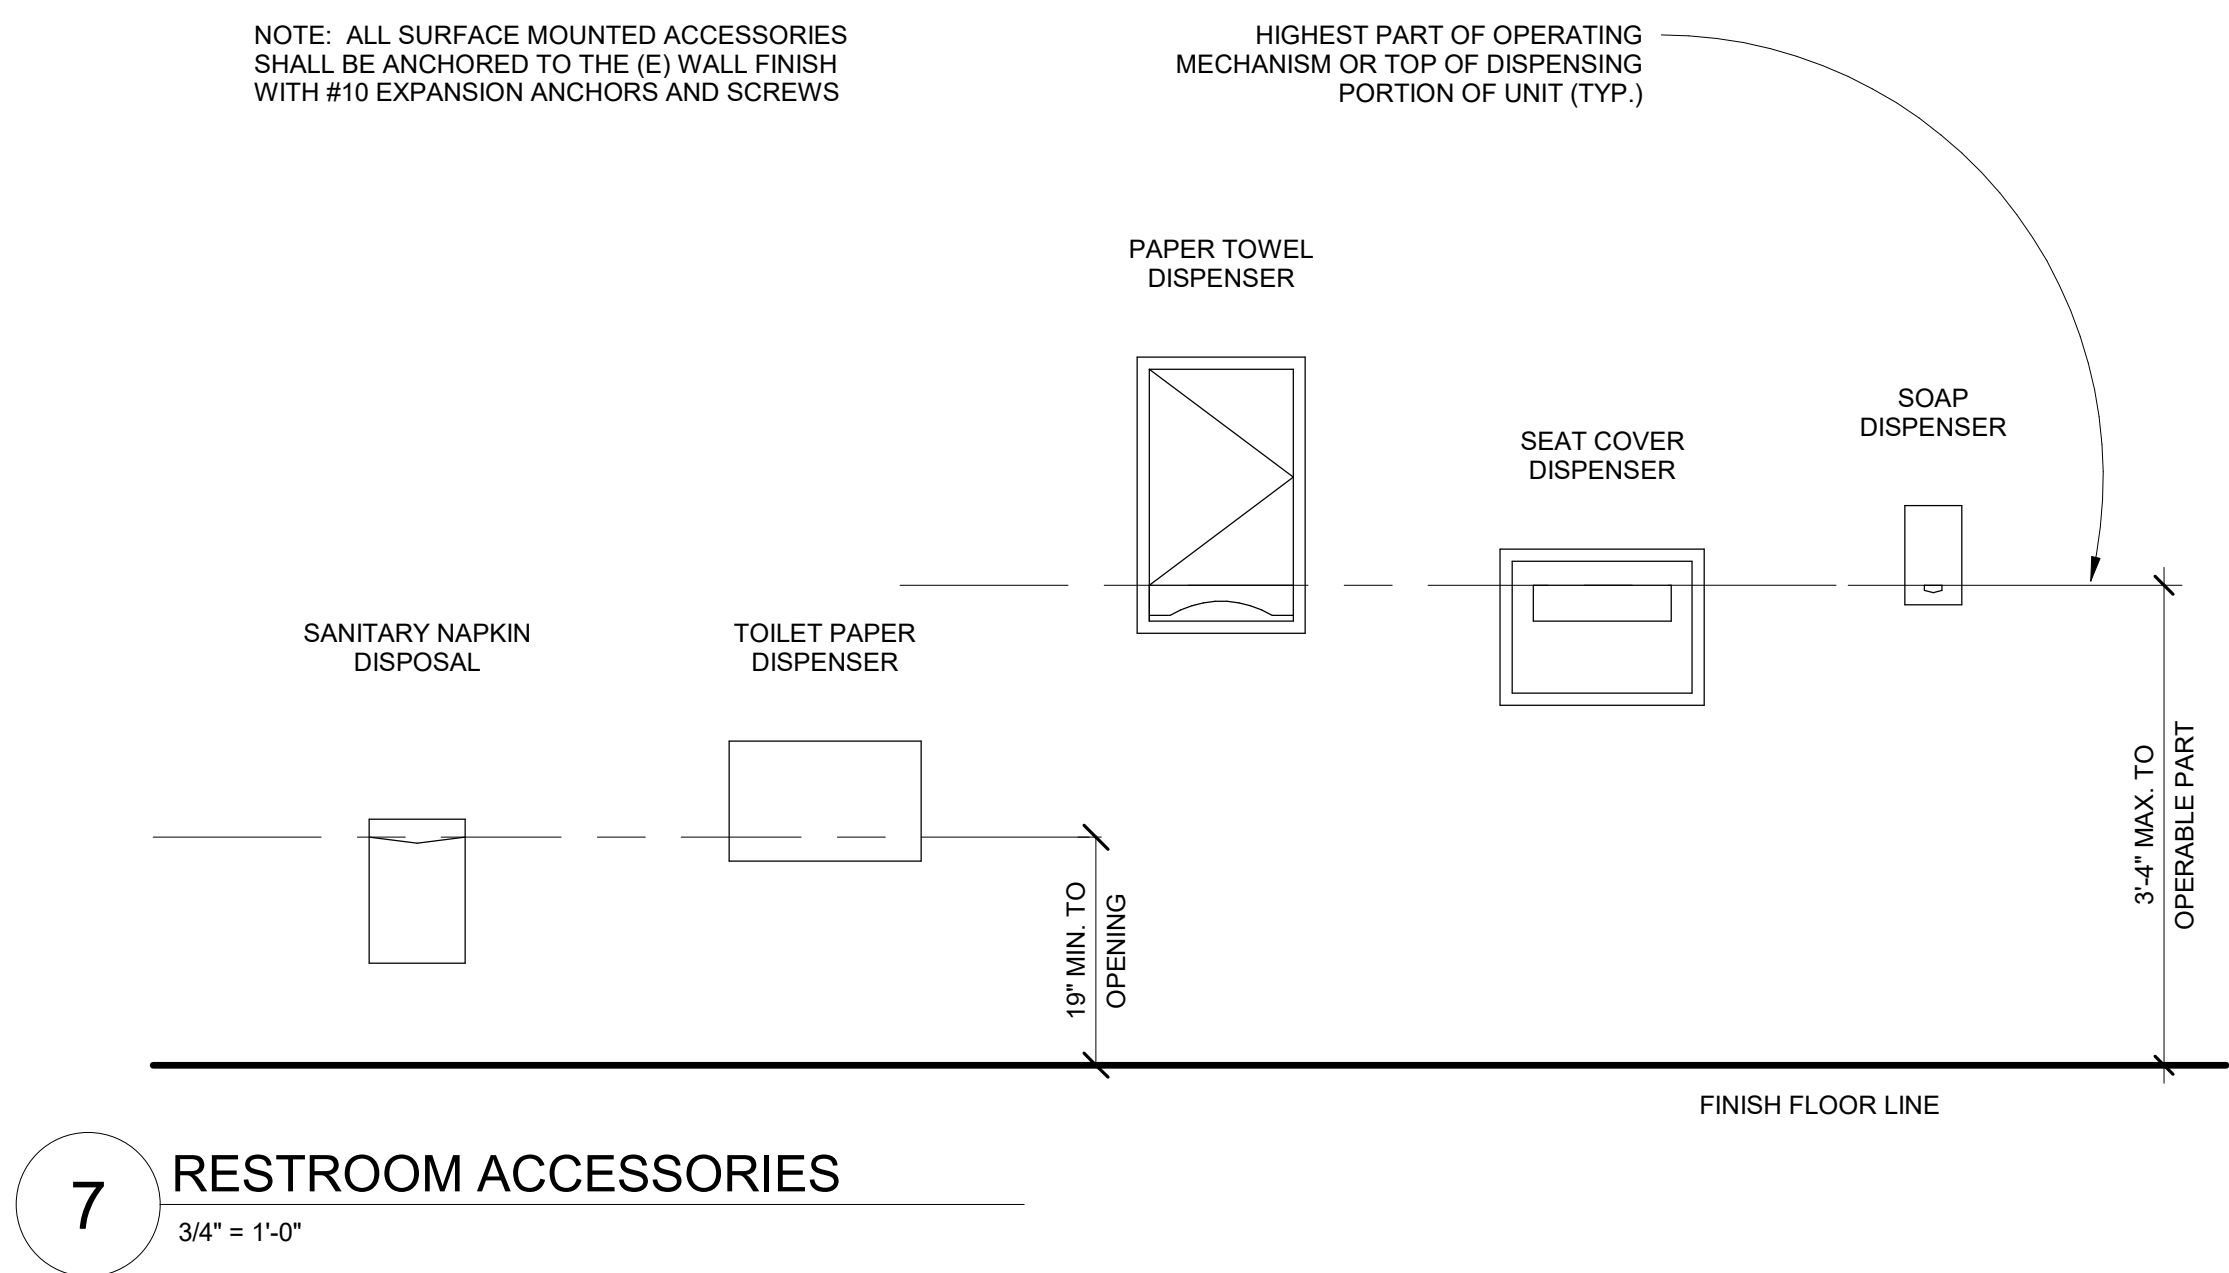 NOTE: ALL SURFACE MOUNTED ACCESSORIES
SHALL BE ANCHORED TO THE (E) WALL FINISH
WITH #10 EXPANSION ANCHORS AND SCREWS
HIGHEST PART OF OPERATING
MECHANISM OR TOP OF DISPENSING
PORTION OF UNIT (TYP.)
PAPER TOWEL
DISPENSER
SEAT COVER
DISPENSER
SOAP
DISPENSER
SANITARY NAPKIN
DISPOSAL
TOILET PAPER
DISPENSER
19" MIN. TO
OPENING
3'-4" MAX. TO
OPERABLE PART
FINISH FLOOR LINE
7
RESTROOM ACCESSORIES
3/4" = 1'-0"